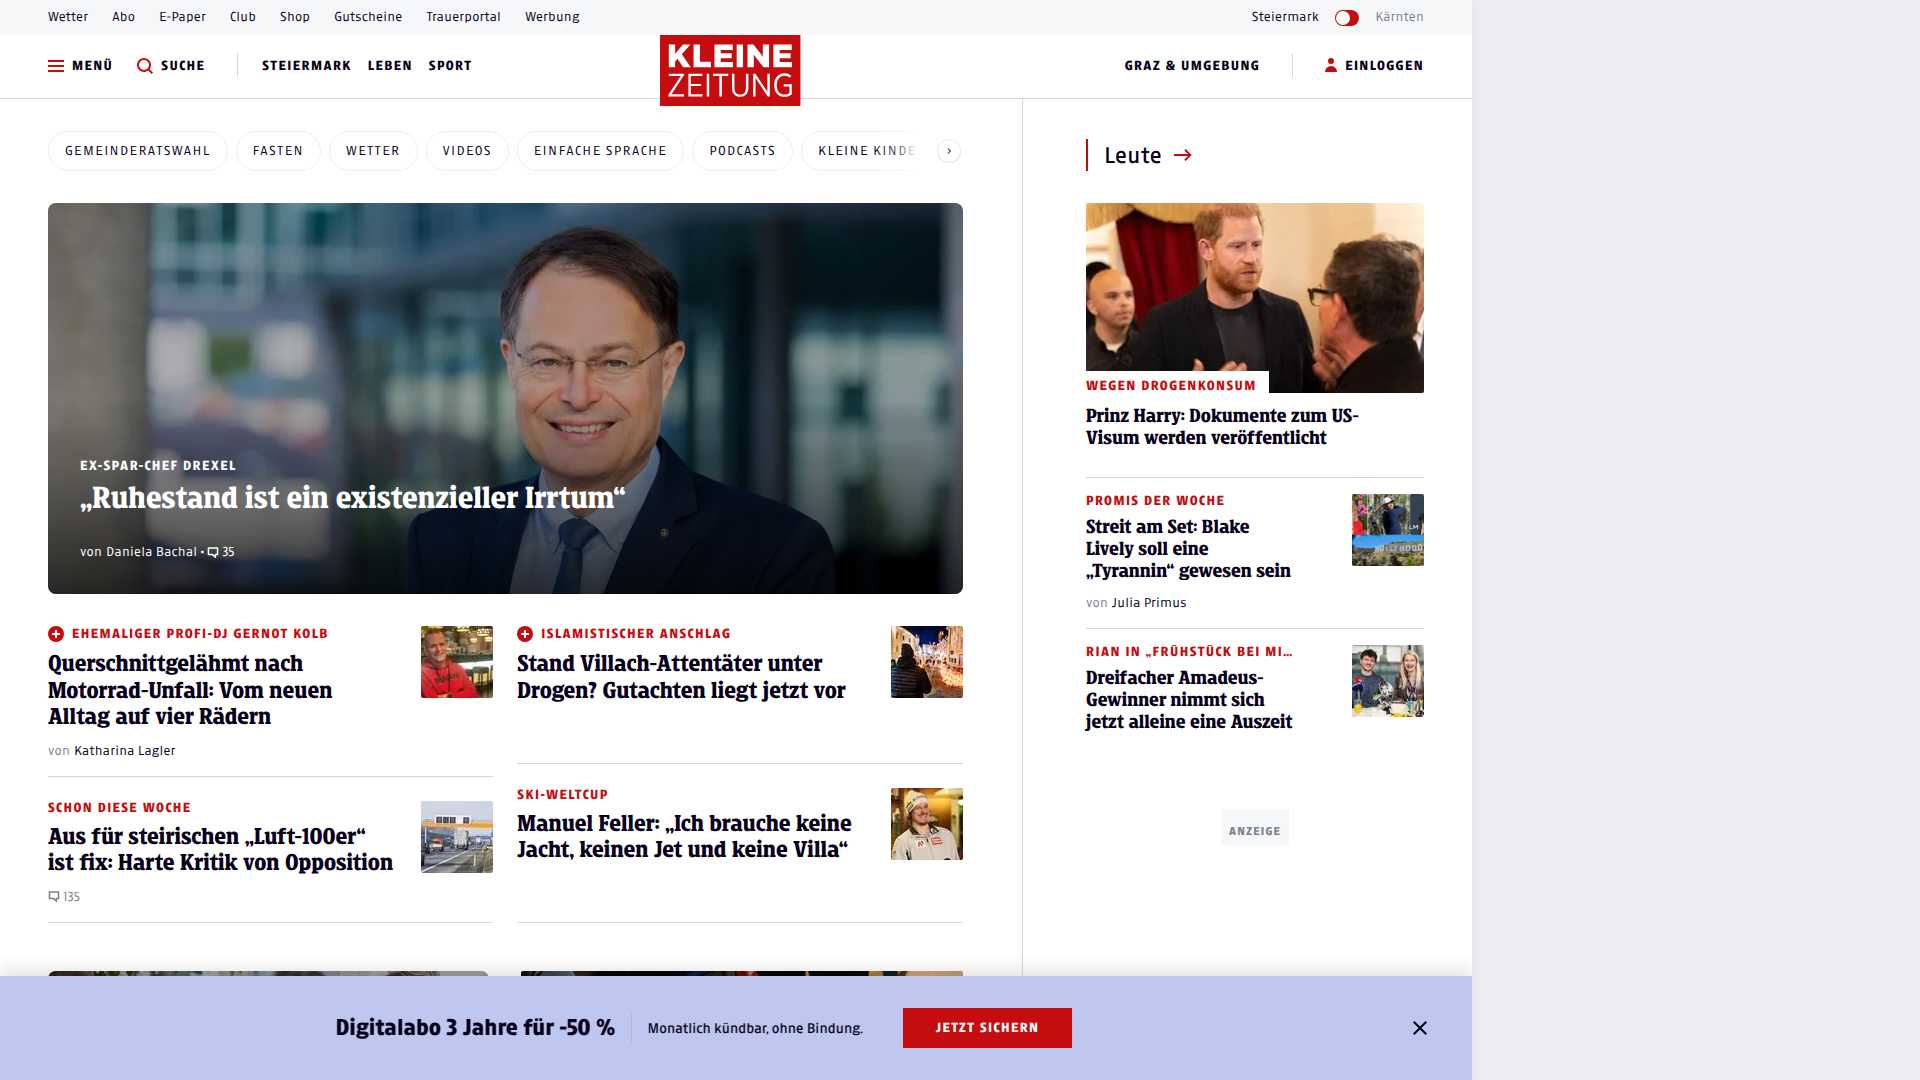 Wetter Abo E-Paper Club Shop Gutscheine Trauerportal Werbung Steiermark Kärnten
MENÜ SUCHE STEIERMARK LEBEN SPORT KLEINE ZEITUNG GRAZ & UMGEBUNG EINLOGGEN
GEMEINDERATSWAHL FASTEN WETTER VIDEOS EINFACHE SPRACHE PODCASTS KLEINE KINDE
EX-SPAR-CHEF DREXEL
„Ruhestand ist ein existenzieller Irrtum“
von Daniela Bachal • 35
EHEMALIGER PROFI-DJ GERNOT KOLB
Querschnittgelähmt nach
Motorrad-Unfall: Vom neuen
Alltag auf vier Rädern
von Katharina Lagler
ISLAMISTISCHER ANSCHLAG
Stand Villach-Attentäter unter
Drogen? Gutachten liegt jetzt vor
SCHON DIESE WOCHE
Aus für steirischen „Luft-100er“
ist fix: Harte Kritik von Opposition
135
SKI-WELTCUP
Manuel Feller: „Ich brauche keine
Jacht, keinen Jet und keine Villa“
Leute
WEGEN DROGENKONSUM
Prinz Harry: Dokumente zum US-
Visum werden veröffentlicht
PROMIS DER WOCHE
Streit am Set: Blake
Lively soll eine
„Tyrannin“ gewesen sein
von Julia Primus
RIAN IN „FRÜHSTÜCK BEI MI...
Dreifacher Amadeus-
Gewinner nimmt sich
jetzt alleine eine Auszeit
ANZEIGE
Digitalabo 3 Jahre für -50 % Monatlich kündbar, ohne Bindung. JETZT SICHERN